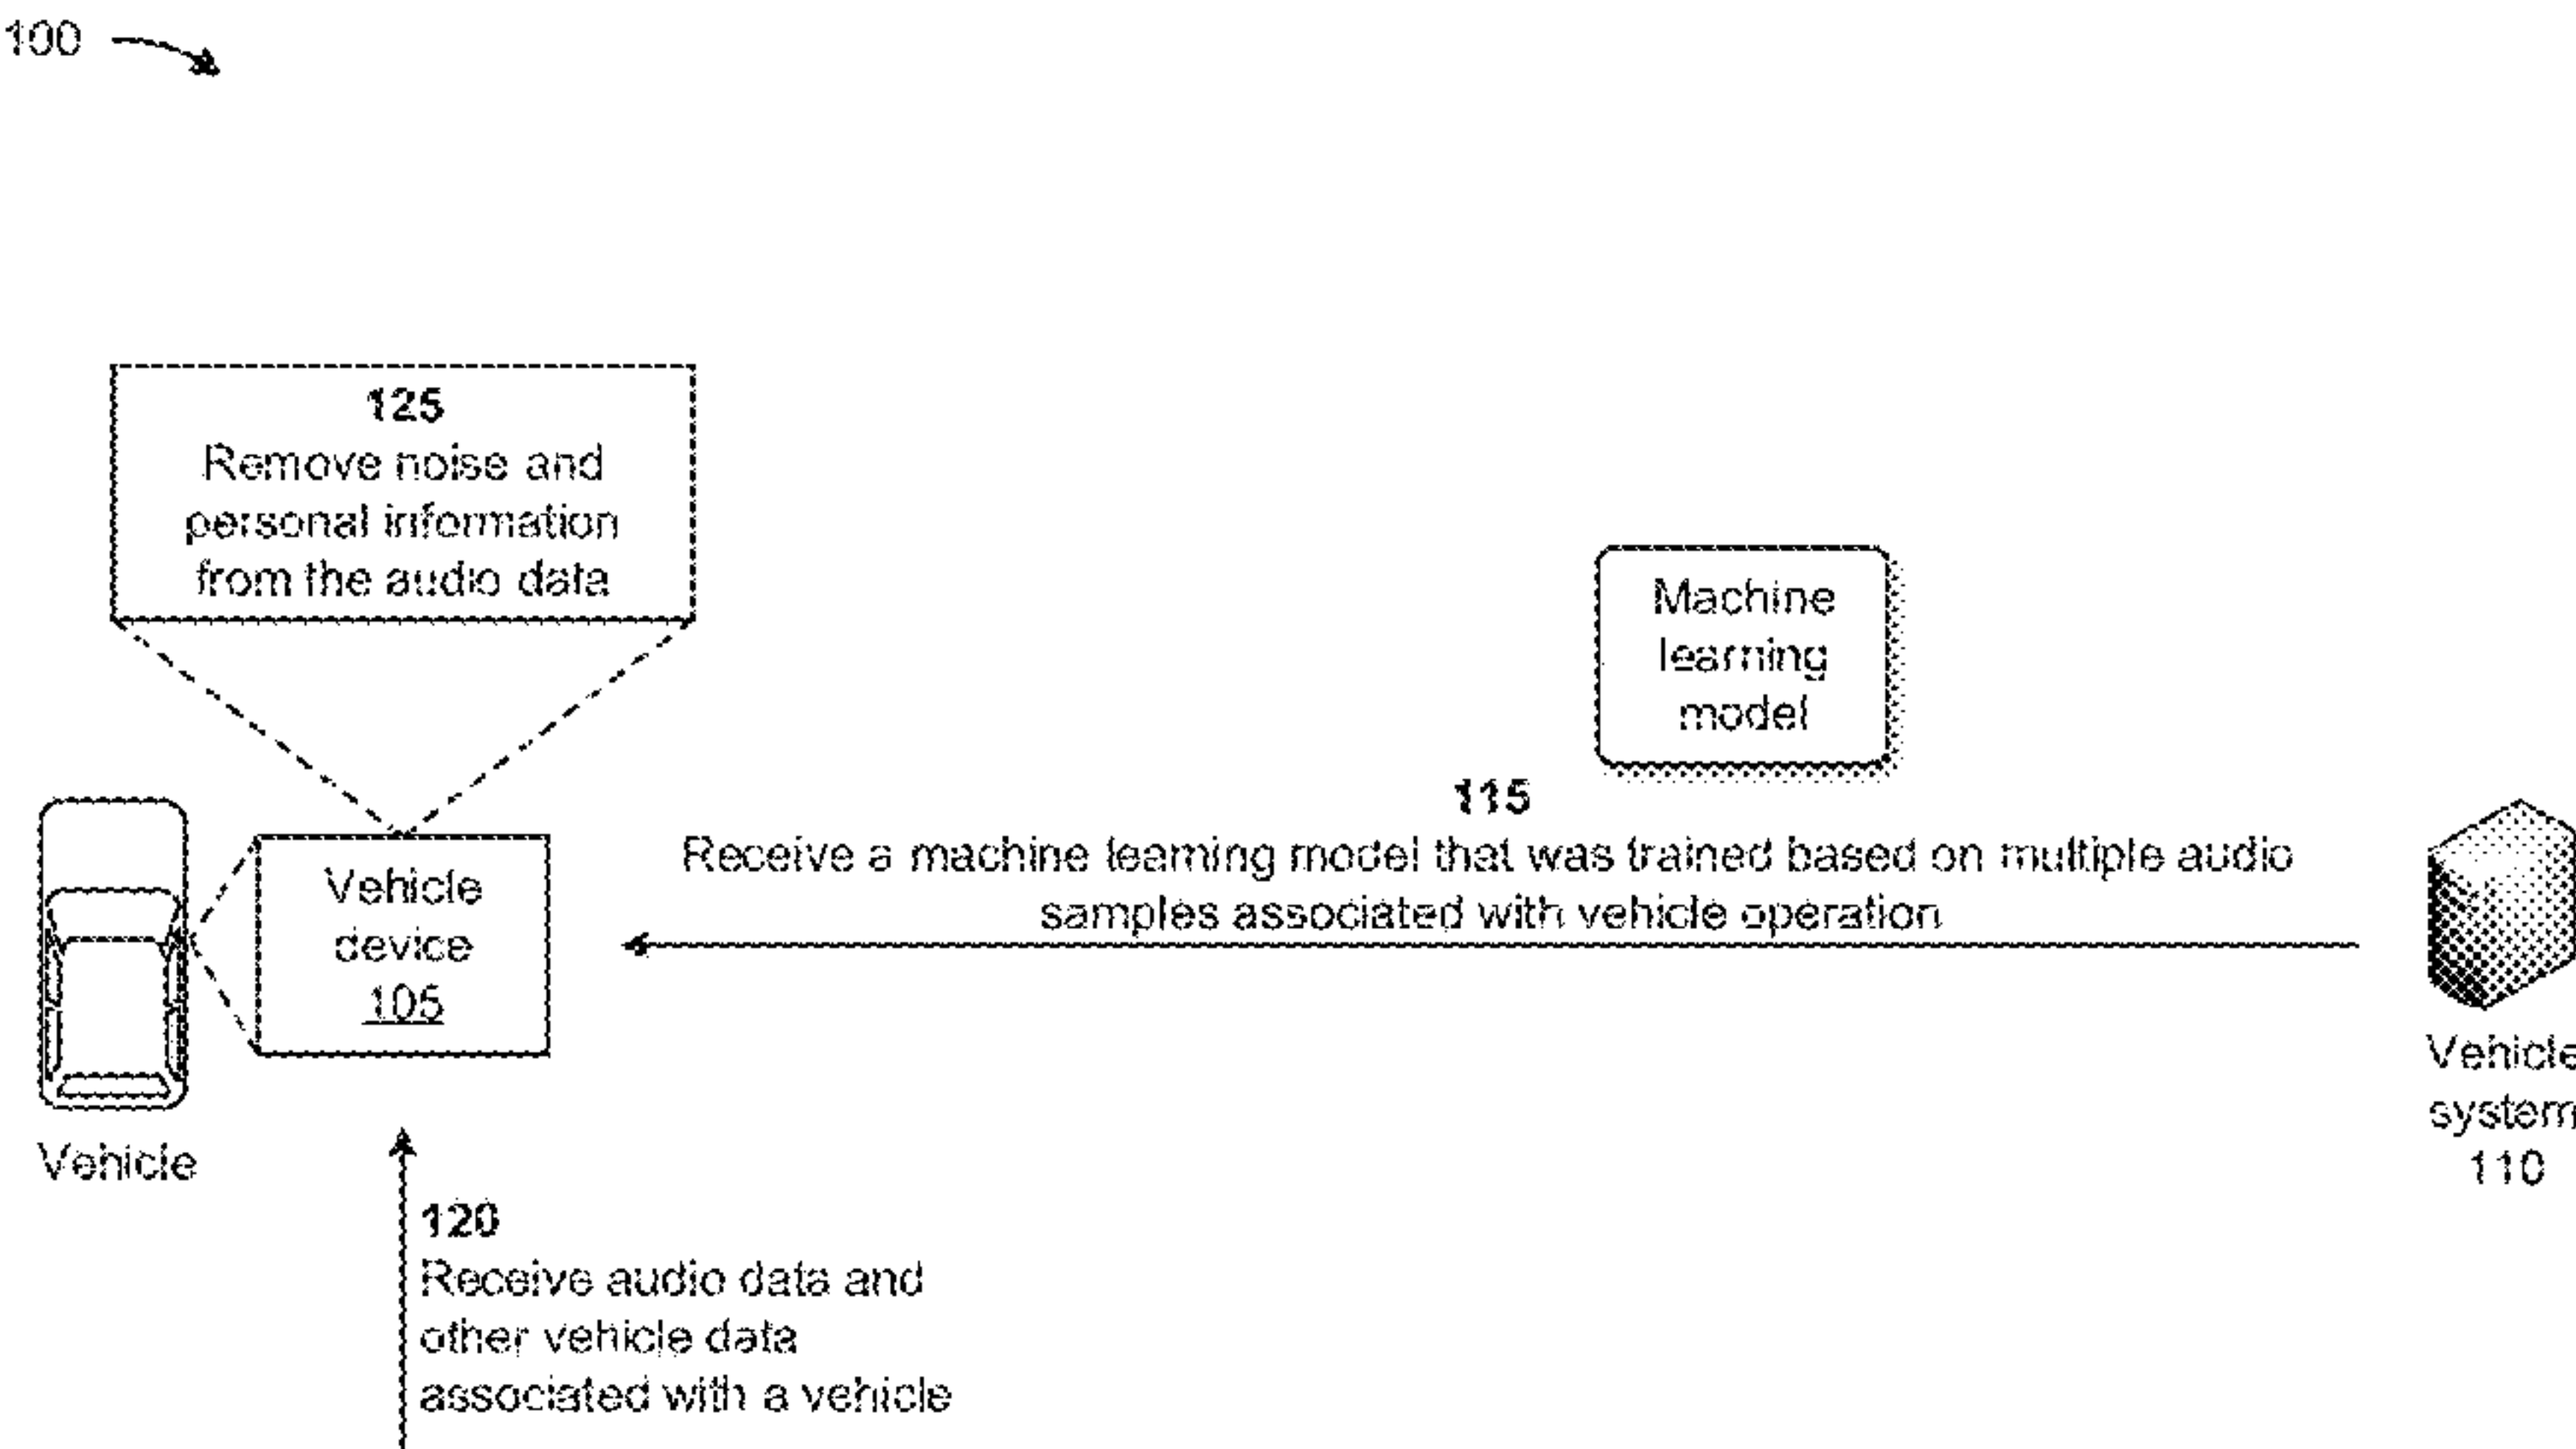 100
125
Remove noise and
personal information
from the audio data
Machine
learning
model
115
Receive a machine learning model that was trained based on multiple audio
samples associated with vehicle operation
Vehicle
device
105
Vehicle
system
110
Vehicle
120
Receive audio data and
other vehicle data
associated with a vehicle